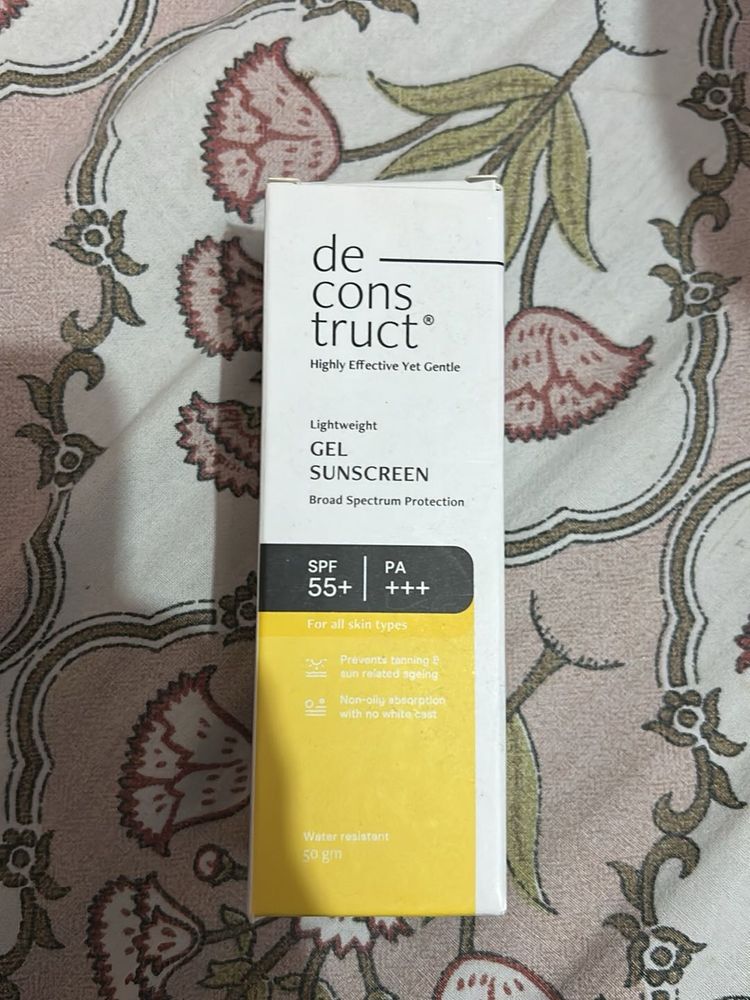 de
cons
truct®
Highly Effective Yet Gentle
Lightweight
GEL
SUNSCREEN
Broad Spectrum Protection
SPF
55+
PA
+++
For all skin types
Prevents tanning &
sun related ageing
Non-oily absorption
with no white cast
Water resistant
50 gm